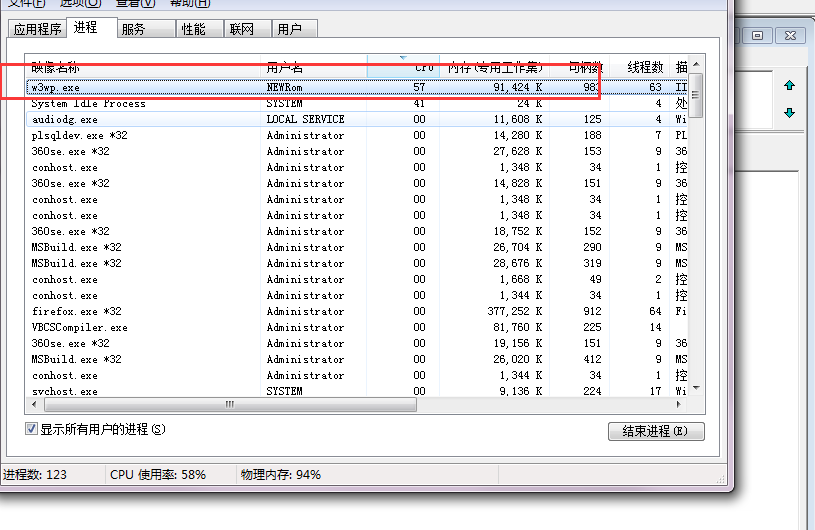 文件(F) 选项(O) 查看(V) 帮助(H)
应用程序 进程 服务 性能 联网 用户
映像名称 用户名 CPU 内存(专用工作集) 句柄数 线程数 描
w3wp.exe NEWRom 57 91,424 K 983 63 II
System Idle Process SYSTEM 41 24 K 4 处
audiodg.exe LOCAL SERVICE 00 11,608 K 125 4 Wi
plsqldev.exe *32 Administrator 00 14,280 K 188 7 PL
360se.exe *32 Administrator 00 27,628 K 153 9 36
conhost.exe Administrator 00 1,348 K 34 1 控
360se.exe *32 Administrator 00 14,828 K 151 9 36
conhost.exe Administrator 00 1,348 K 34 1 控
conhost.exe Administrator 00 1,348 K 34 1 控
360se.exe *32 Administrator 00 18,752 K 152 9 36
MSBuild.exe *32 Administrator 00 26,704 K 290 9 MS
MSBuild.exe *32 Administrator 00 28,676 K 319 9 MS
conhost.exe Administrator 00 1,668 K 49 2 控
conhost.exe Administrator 00 1,344 K 34 1 控
firefox.exe *32 Administrator 00 377,252 K 912 64 Fi
VBCSCompiler.exe Administrator 00 81,760 K 225 14
360se.exe *32 Administrator 00 19,156 K 151 9 36
MSBuild.exe *32 Administrator 00 26,020 K 412 9 MS
conhost.exe Administrator 00 1,344 K 34 1 控
svchost.exe SYSTEM 00 9,136 K 224 17 Wi
显示所有用户的进程(S) 结束进程(E)
进程数: 123 CPU 使用率: 58% 物理内存: 94%